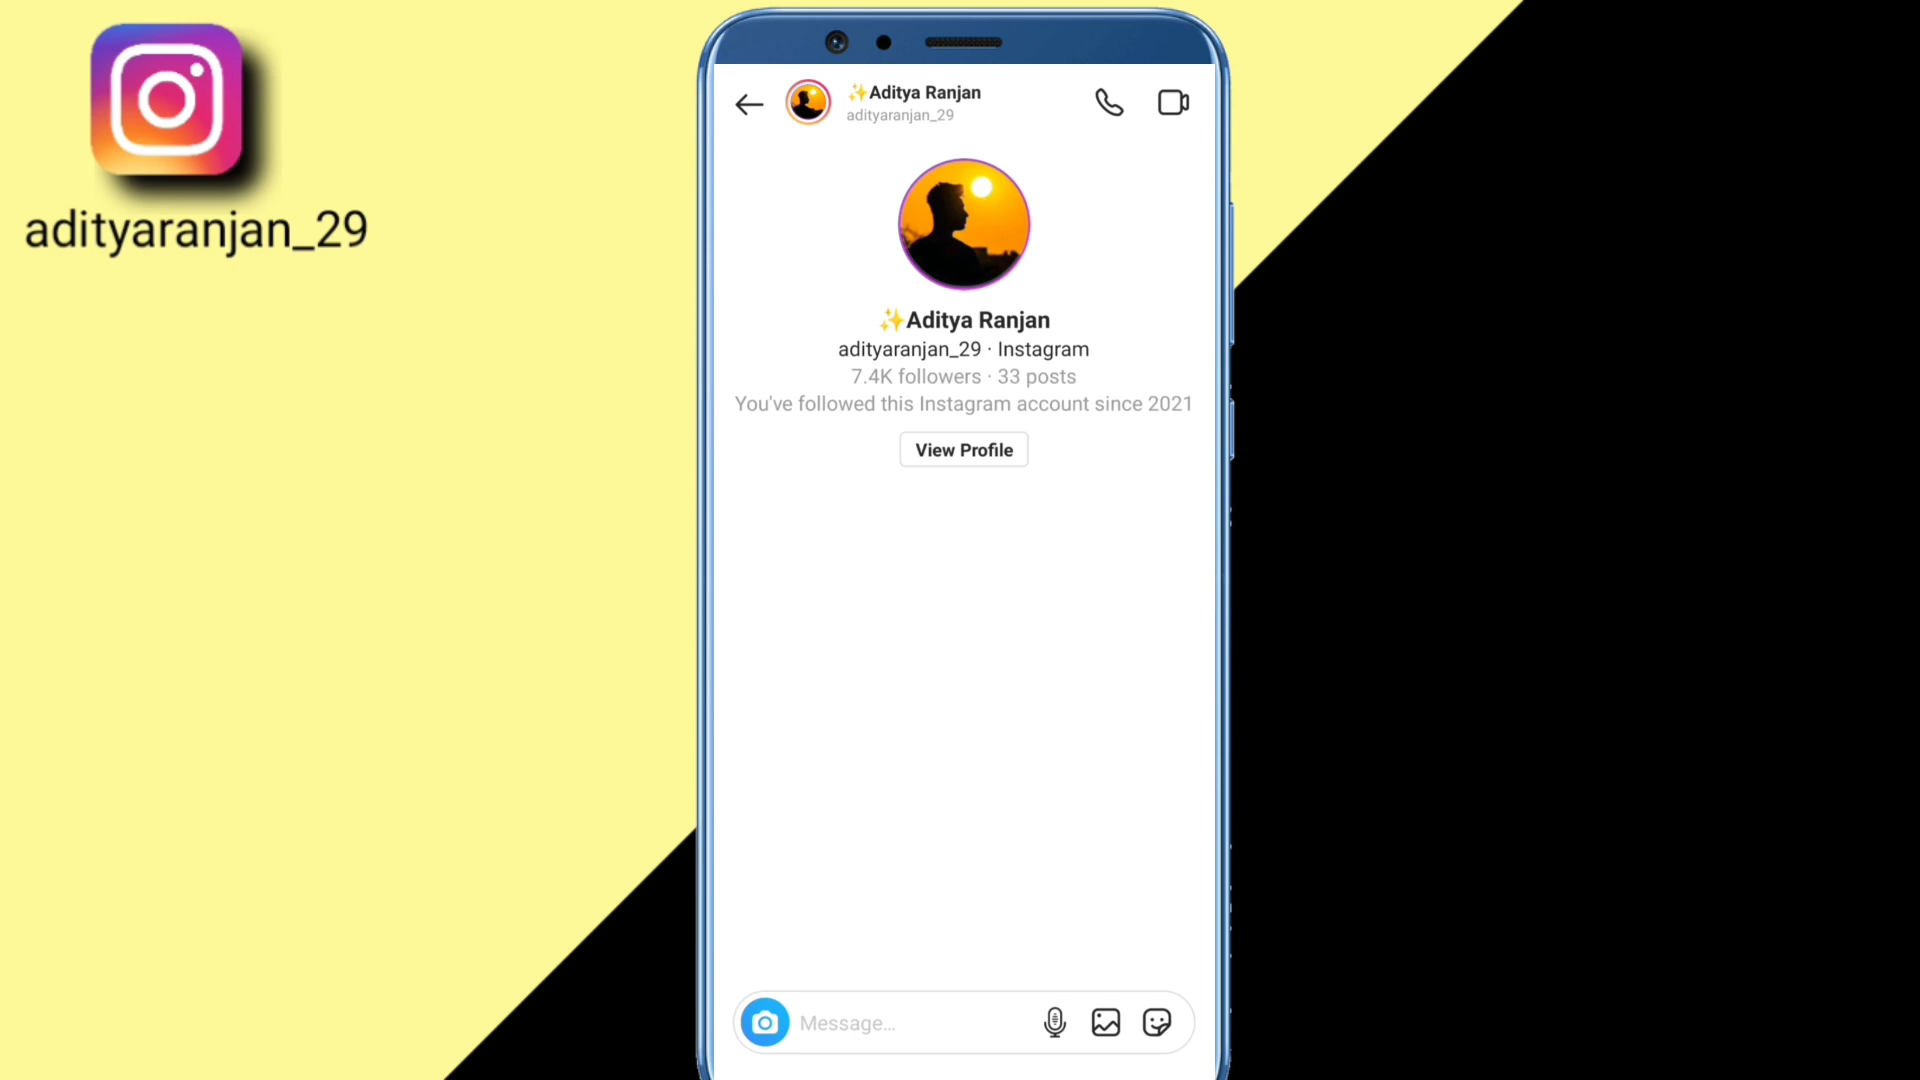 adityaranjan_29
✨Aditya Ranjan
adityaranjan_29
✨Aditya Ranjan
adityaranjan_29 · Instagram
7.4K followers · 33 posts
You've followed this Instagram account since 2021
View Profile
Message...